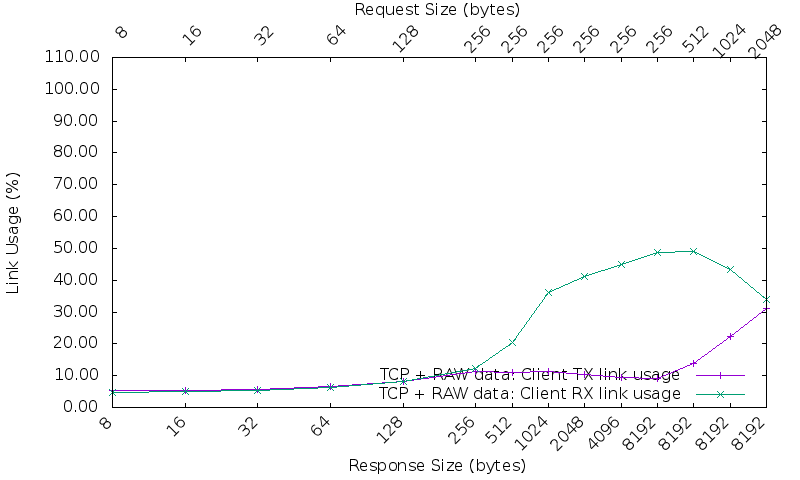 Request Size (bytes)
8 16 32 64 128 256 256 256 256 256 256 512 1024 2048
110.00
100.00
90.00
80.00
70.00
60.00
50.00
40.00
30.00
20.00
10.00
0.00
Link Usage (%)
TCP + RAW data: Client TX link usage
TCP + RAW data: Client RX link usage
8 16 32 64 128 256 512 1024 2048 4096 8192 8192 8192 8192
Response Size (bytes)